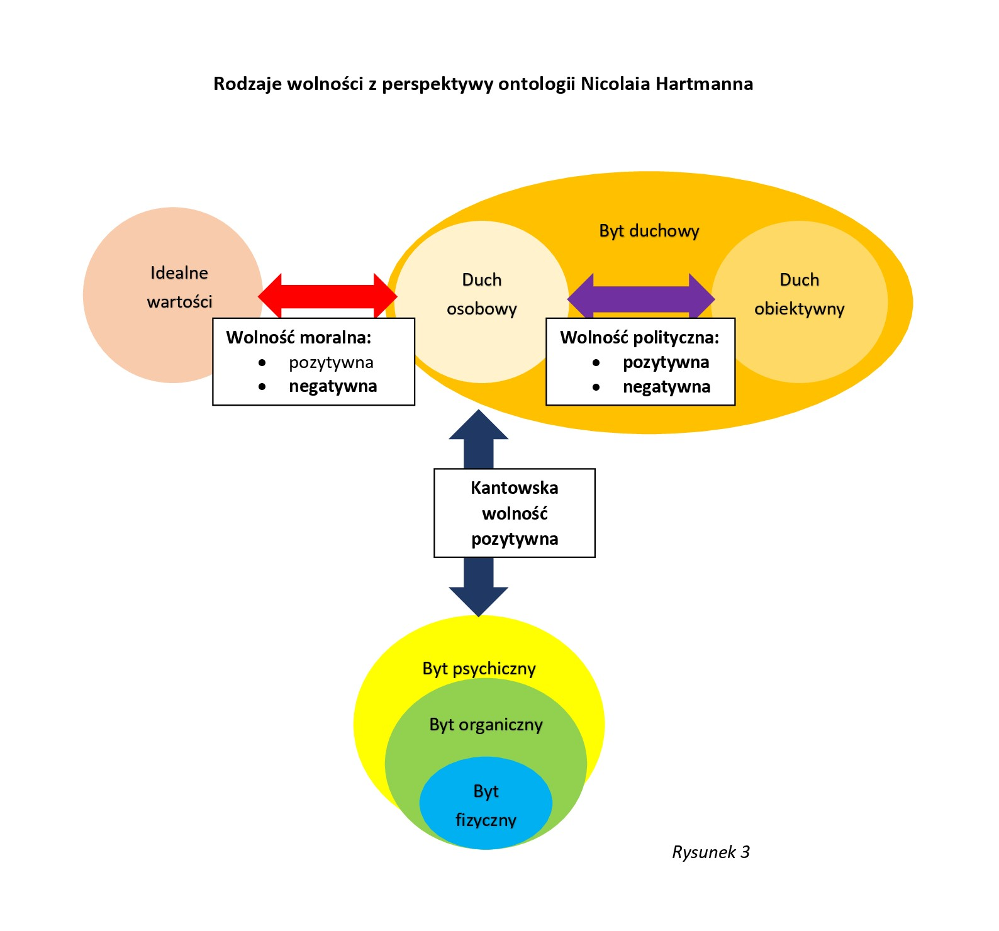 Rodzaje wolności z perspektywy ontologii Nicolaia Hartmanna
Byt duchowy
Idealne
wartości
Duch
osobowy
Duch
obiektywny
Wolność moralna:
• pozytywna
• negatywna
Wolność polityczna:
• pozytywna
• negatywna
Kantowska
wolność
pozytywna
Byt psychiczny
Byt organiczny
Byt
fizyczny
Rysunek 3